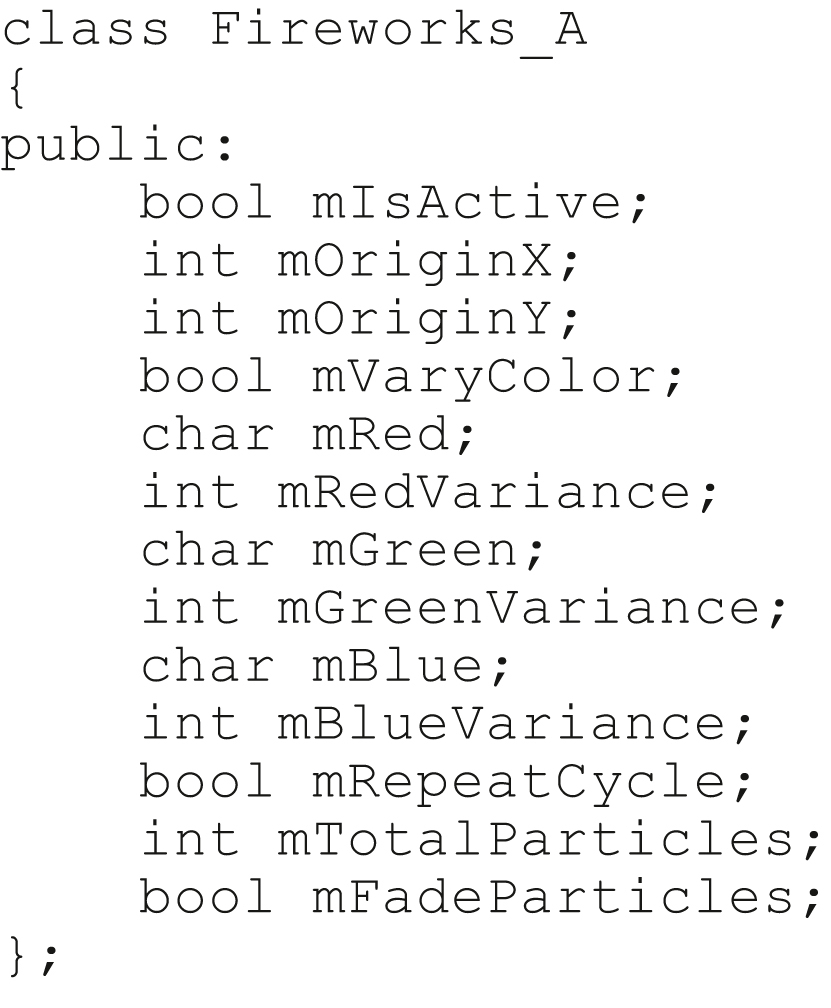 class Fireworks_A
{
public:
    bool mIsActive;
    int mOriginX;
    int mOriginY;
    bool mVaryColor;
    char mRed;
    int mRedVariance;
    char mGreen;
    int mGreenVariance;
    char mBlue;
    int mBlueVariance;
    bool mRepeatCycle;
    int mTotalParticles;
    bool mFadeParticles;
};